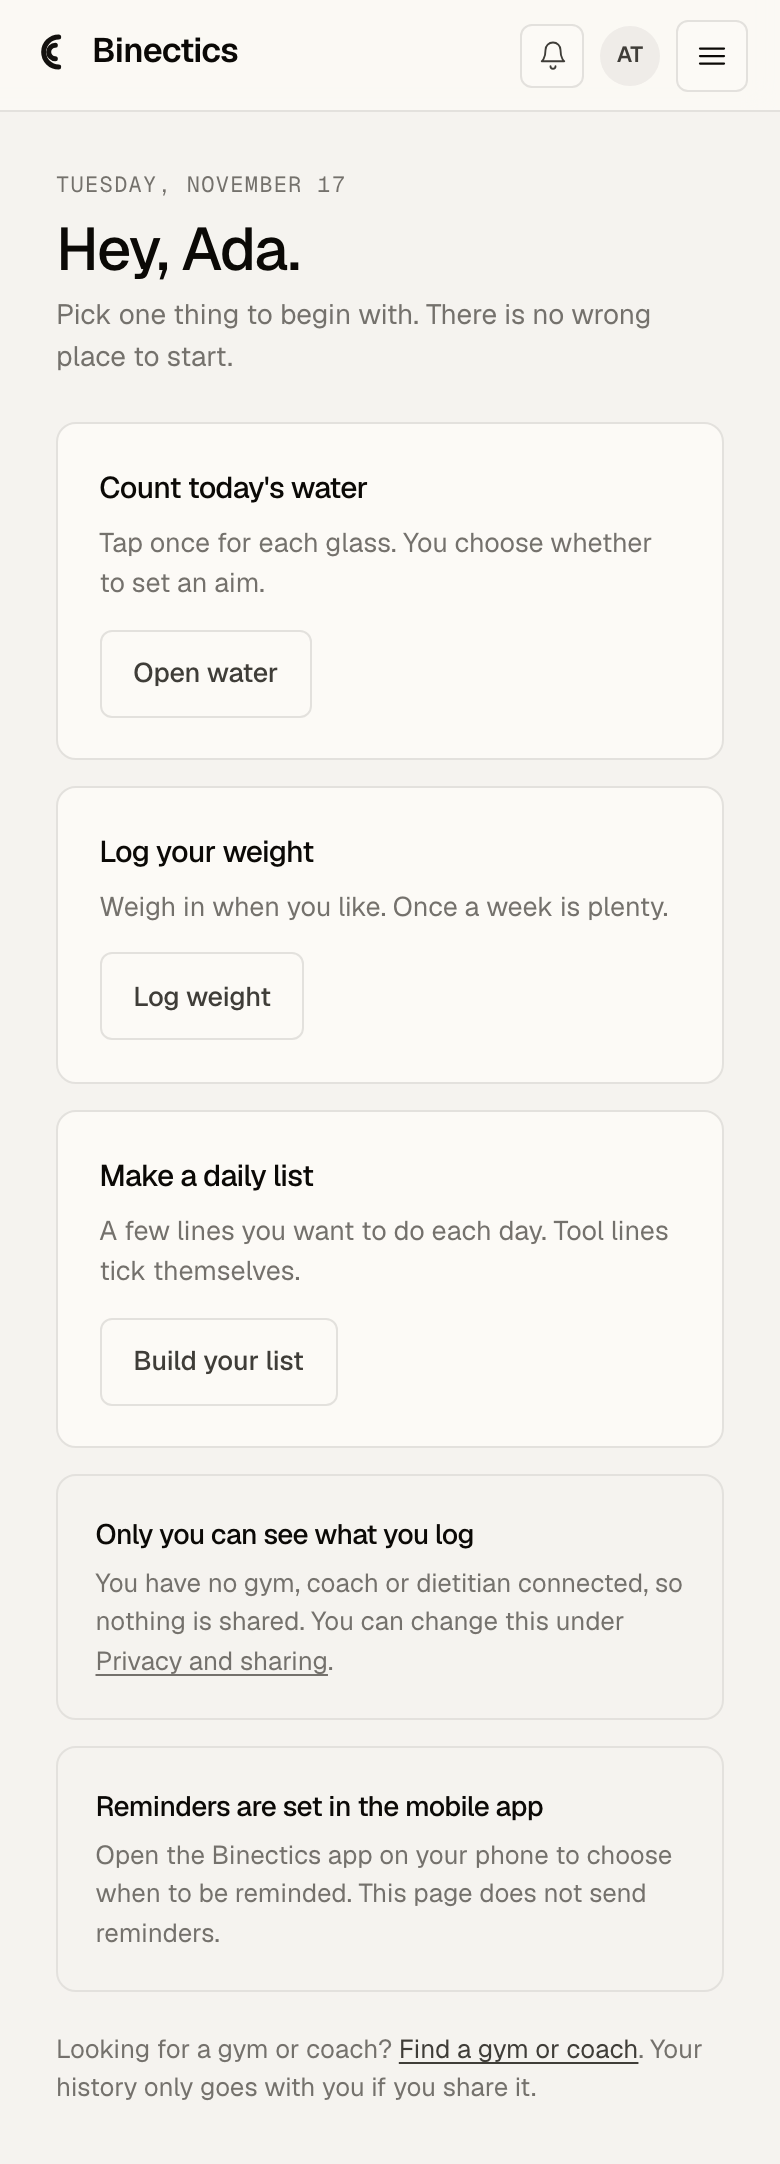 Binectics
AT
TUESDAY, NOVEMBER 17
Hey, Ada.
Pick one thing to begin with. There is no wrong
place to start.
Count today's water
Tap once for each glass. You choose whether
to set an aim.
Open water
Log your weight
Weigh in when you like. Once a week is plenty.
Log weight
Make a daily list
A few lines you want to do each day. Tool lines
tick themselves.
Build your list
Only you can see what you log
You have no gym, coach or dietitian connected, so
nothing is shared. You can change this under
Privacy and sharing.
Reminders are set in the mobile app
Open the Binectics app on your phone to choose
when to be reminded. This page does not send
reminders.
Looking for a gym or coach? Find a gym or coach. Your
history only goes with you if you share it.